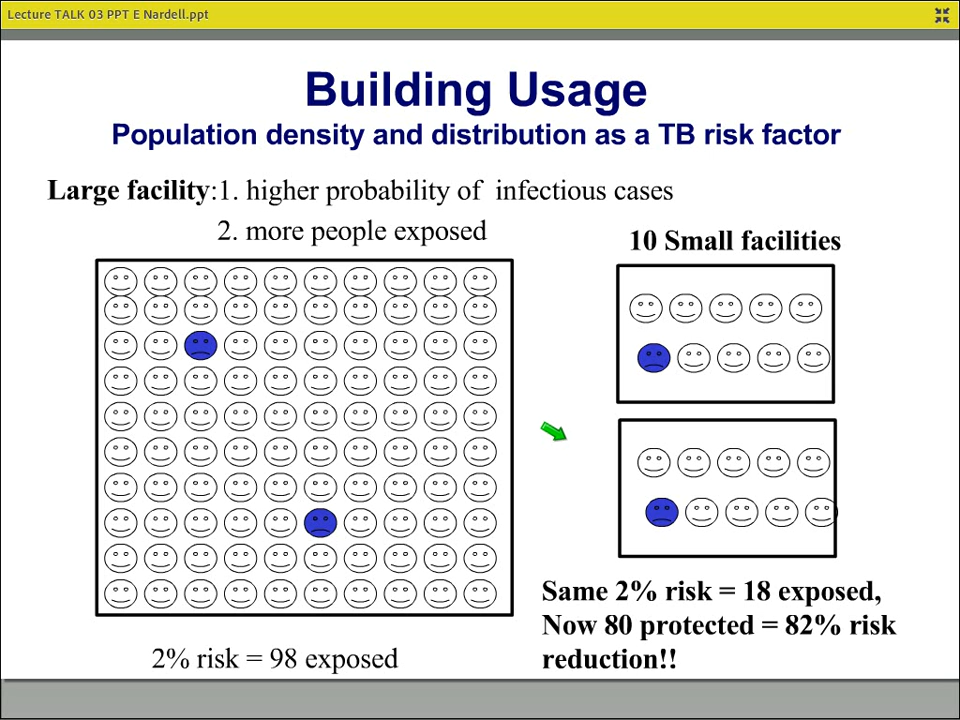 Lecture TALK 03 PPT E Nardell.ppt
Building Usage
Population density and distribution as a TB risk factor
Large facility:1. higher probability of infectious cases
2. more people exposed
10 Small facilities
Same 2% risk = 18 exposed,
Now 80 protected = 82% risk
reduction!!
2% risk = 98 exposed